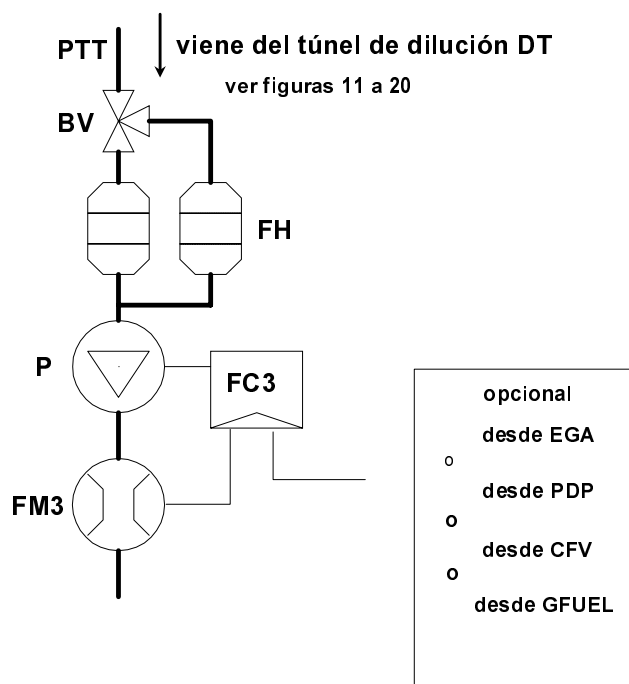 PTT
viene del túnel de dilución DT
ver figuras 11 a 20
BV
FH
P
FC3
FM3
opcional
desde EGA
o
desde PDP
o
desde CFV
o
desde GFUEL